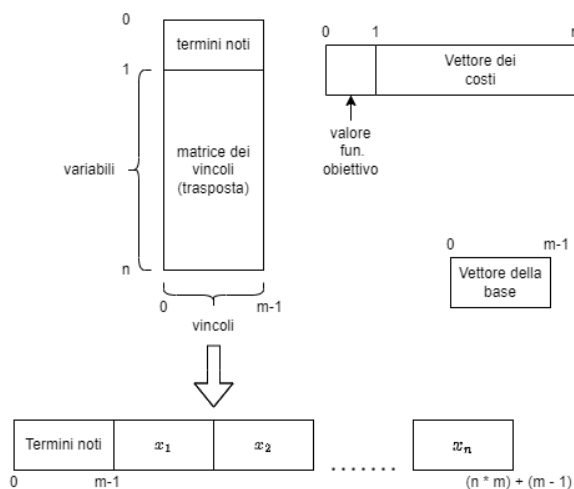 0
termini noti
1
variabili
matrice dei
vincoli
(trasposta)
n
0
m-1
vincoli
0
1
Vettore dei
costi
valore
fun.
obiettivo
0
m-1
Vettore della
base
Termini noti
x₁
x₂
.......
xₙ
0
m-1
(n * m) + (m - 1)